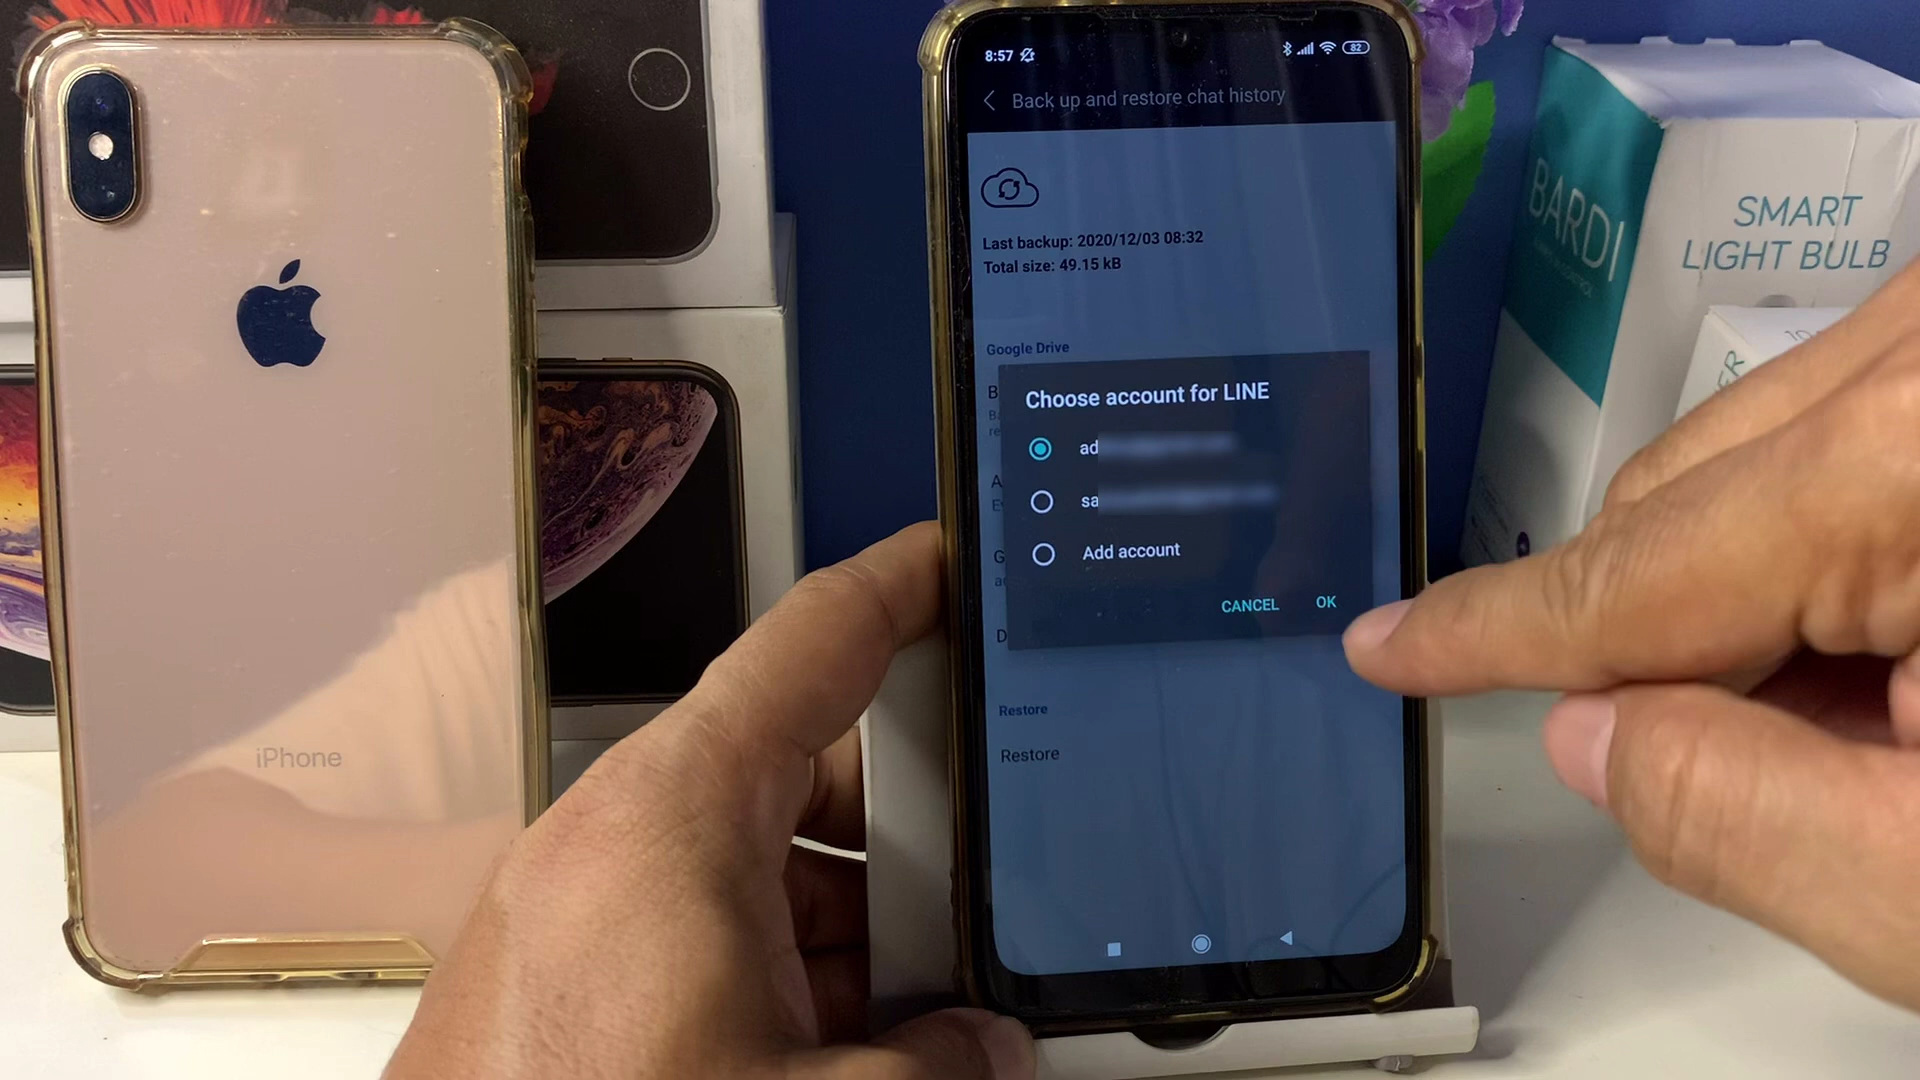 iPhone
8:57
82
Back up and restore chat history
Last backup: 2020/12/03 08:32
Total size: 49.15 kB
Google Drive
Choose account for LINE
ad
sa
Add account
CANCEL OK
Restore
Restore
BARDI
SMART
LIGHT BULB